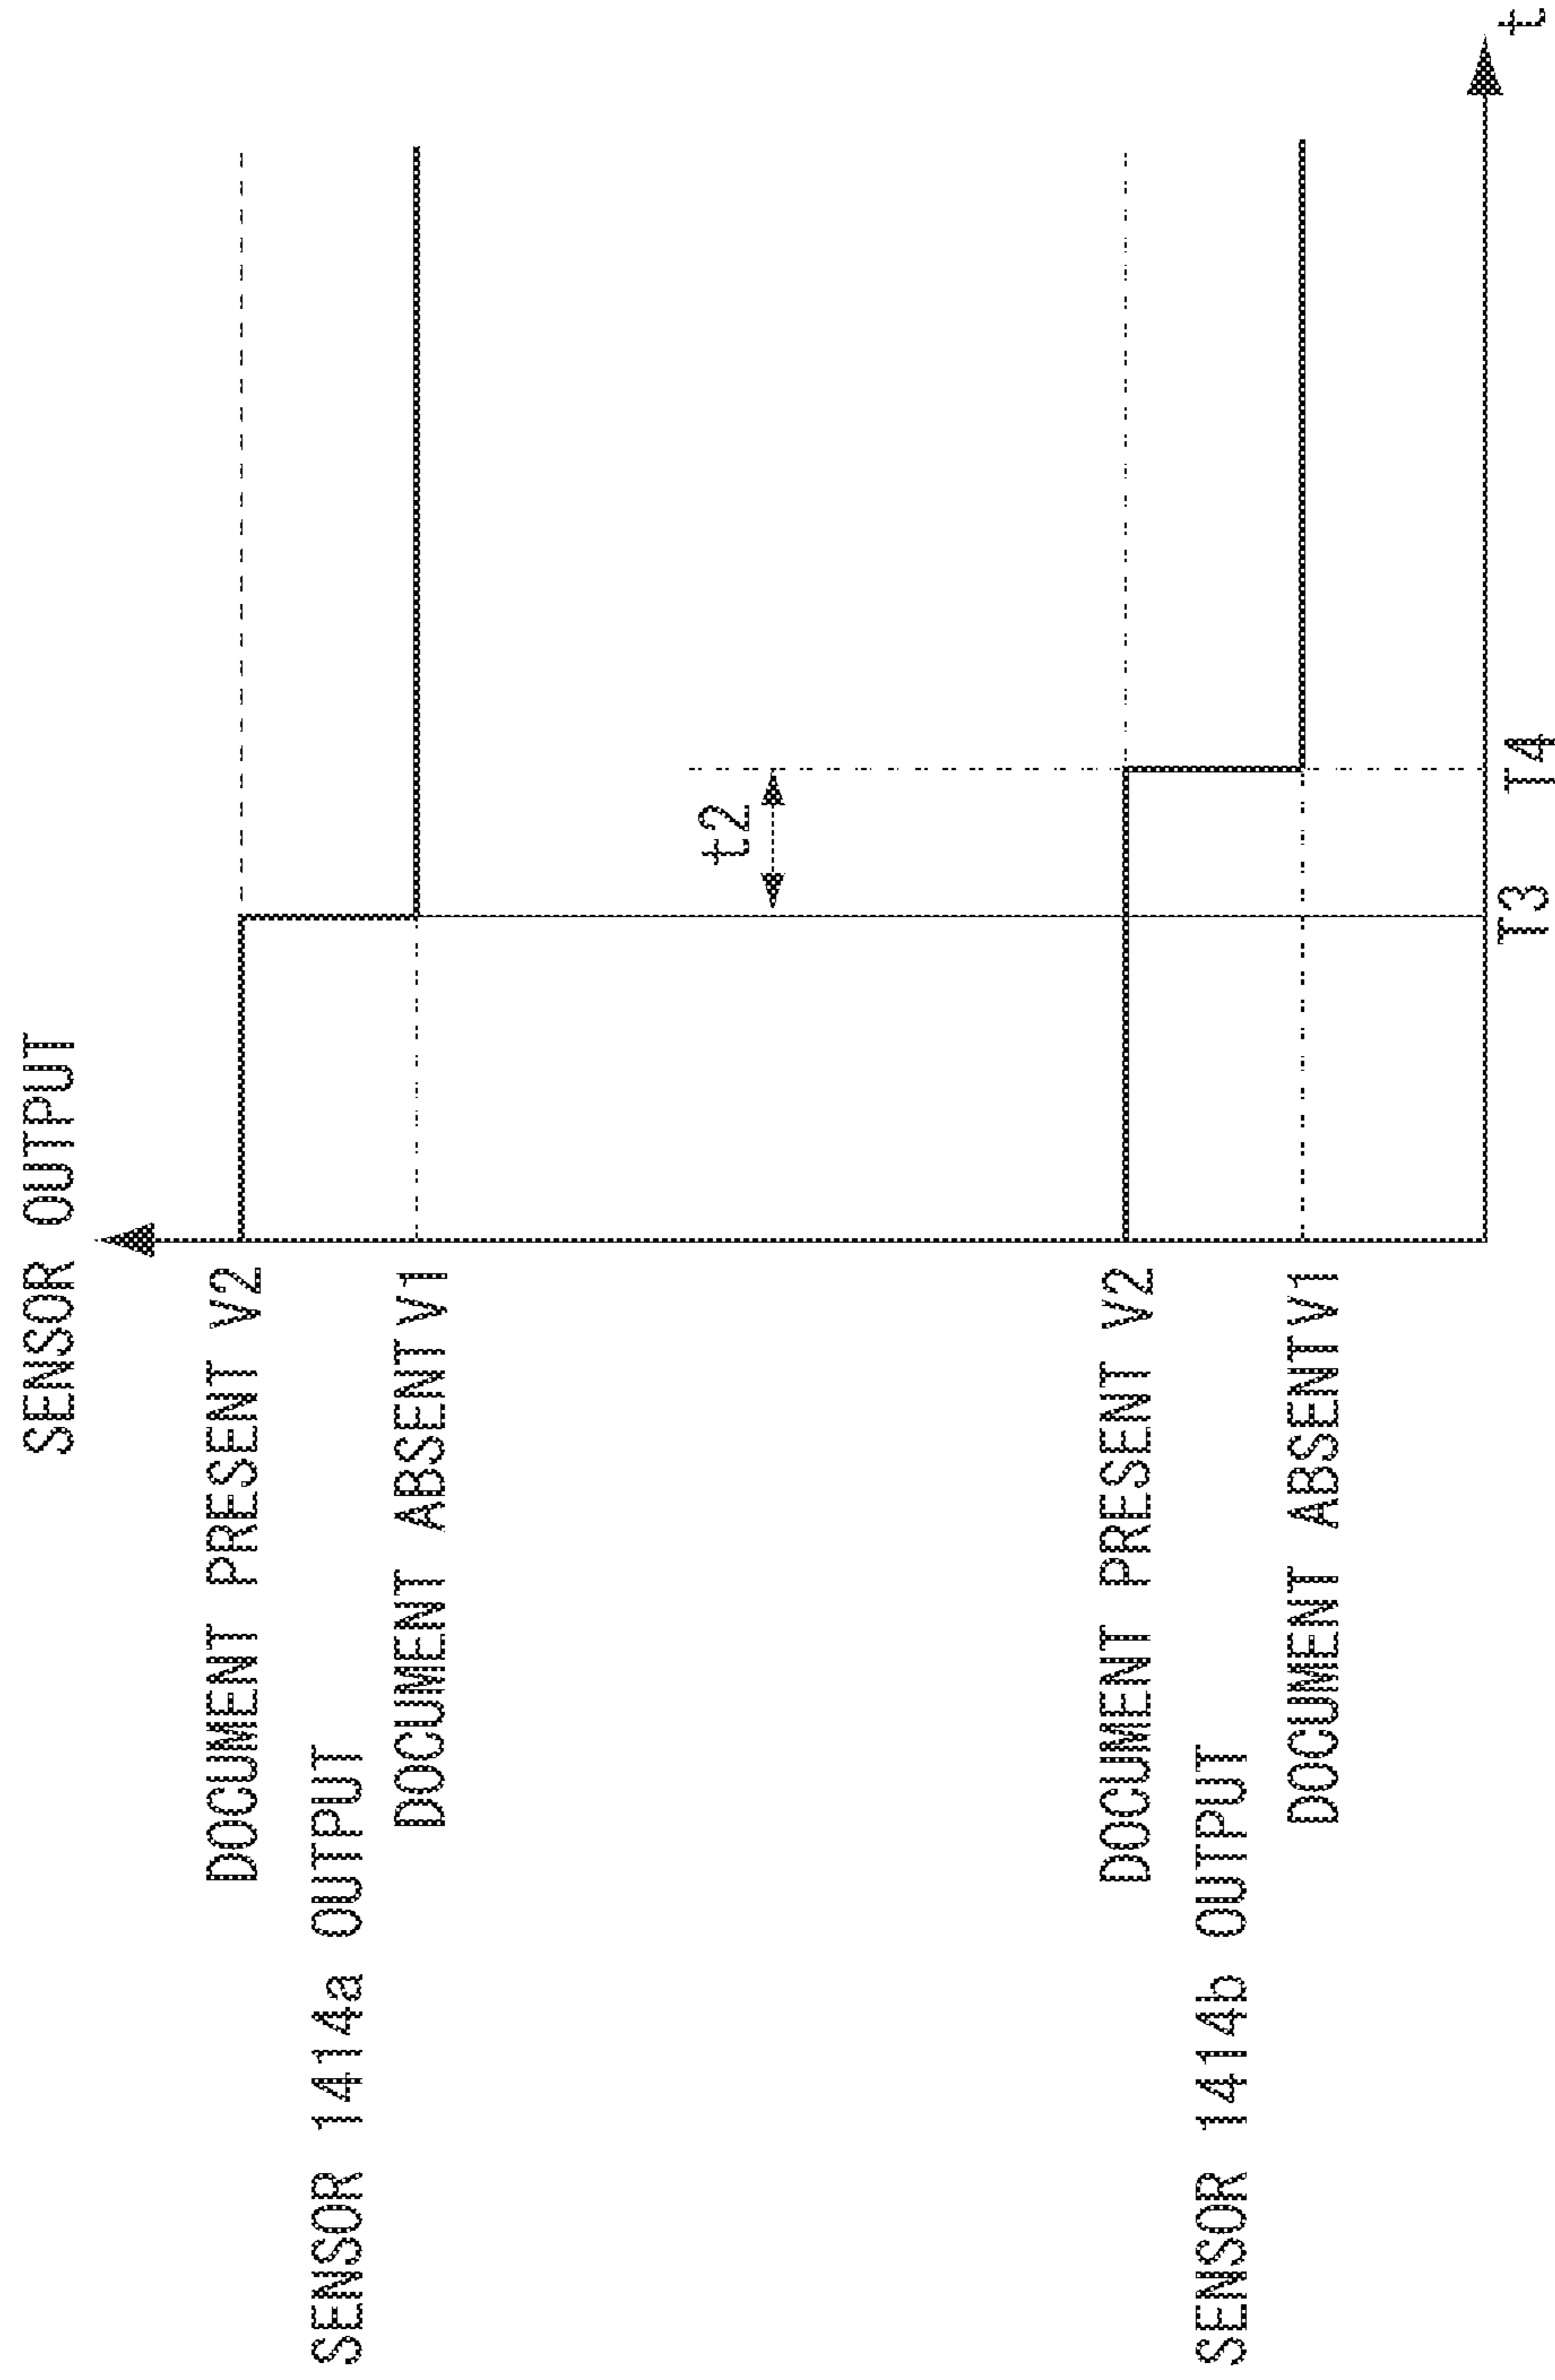 SENSOR OUTPUT
DOCUMENT PRESENT V2
SENSOR 1414a OUTPUT
DOCUMENT ABSENT V1
t2
DOCUMENT PRESENT V2
SENSOR 1414b OUTPUT
DOCUMENT ABSENT V1
T3
T4
t